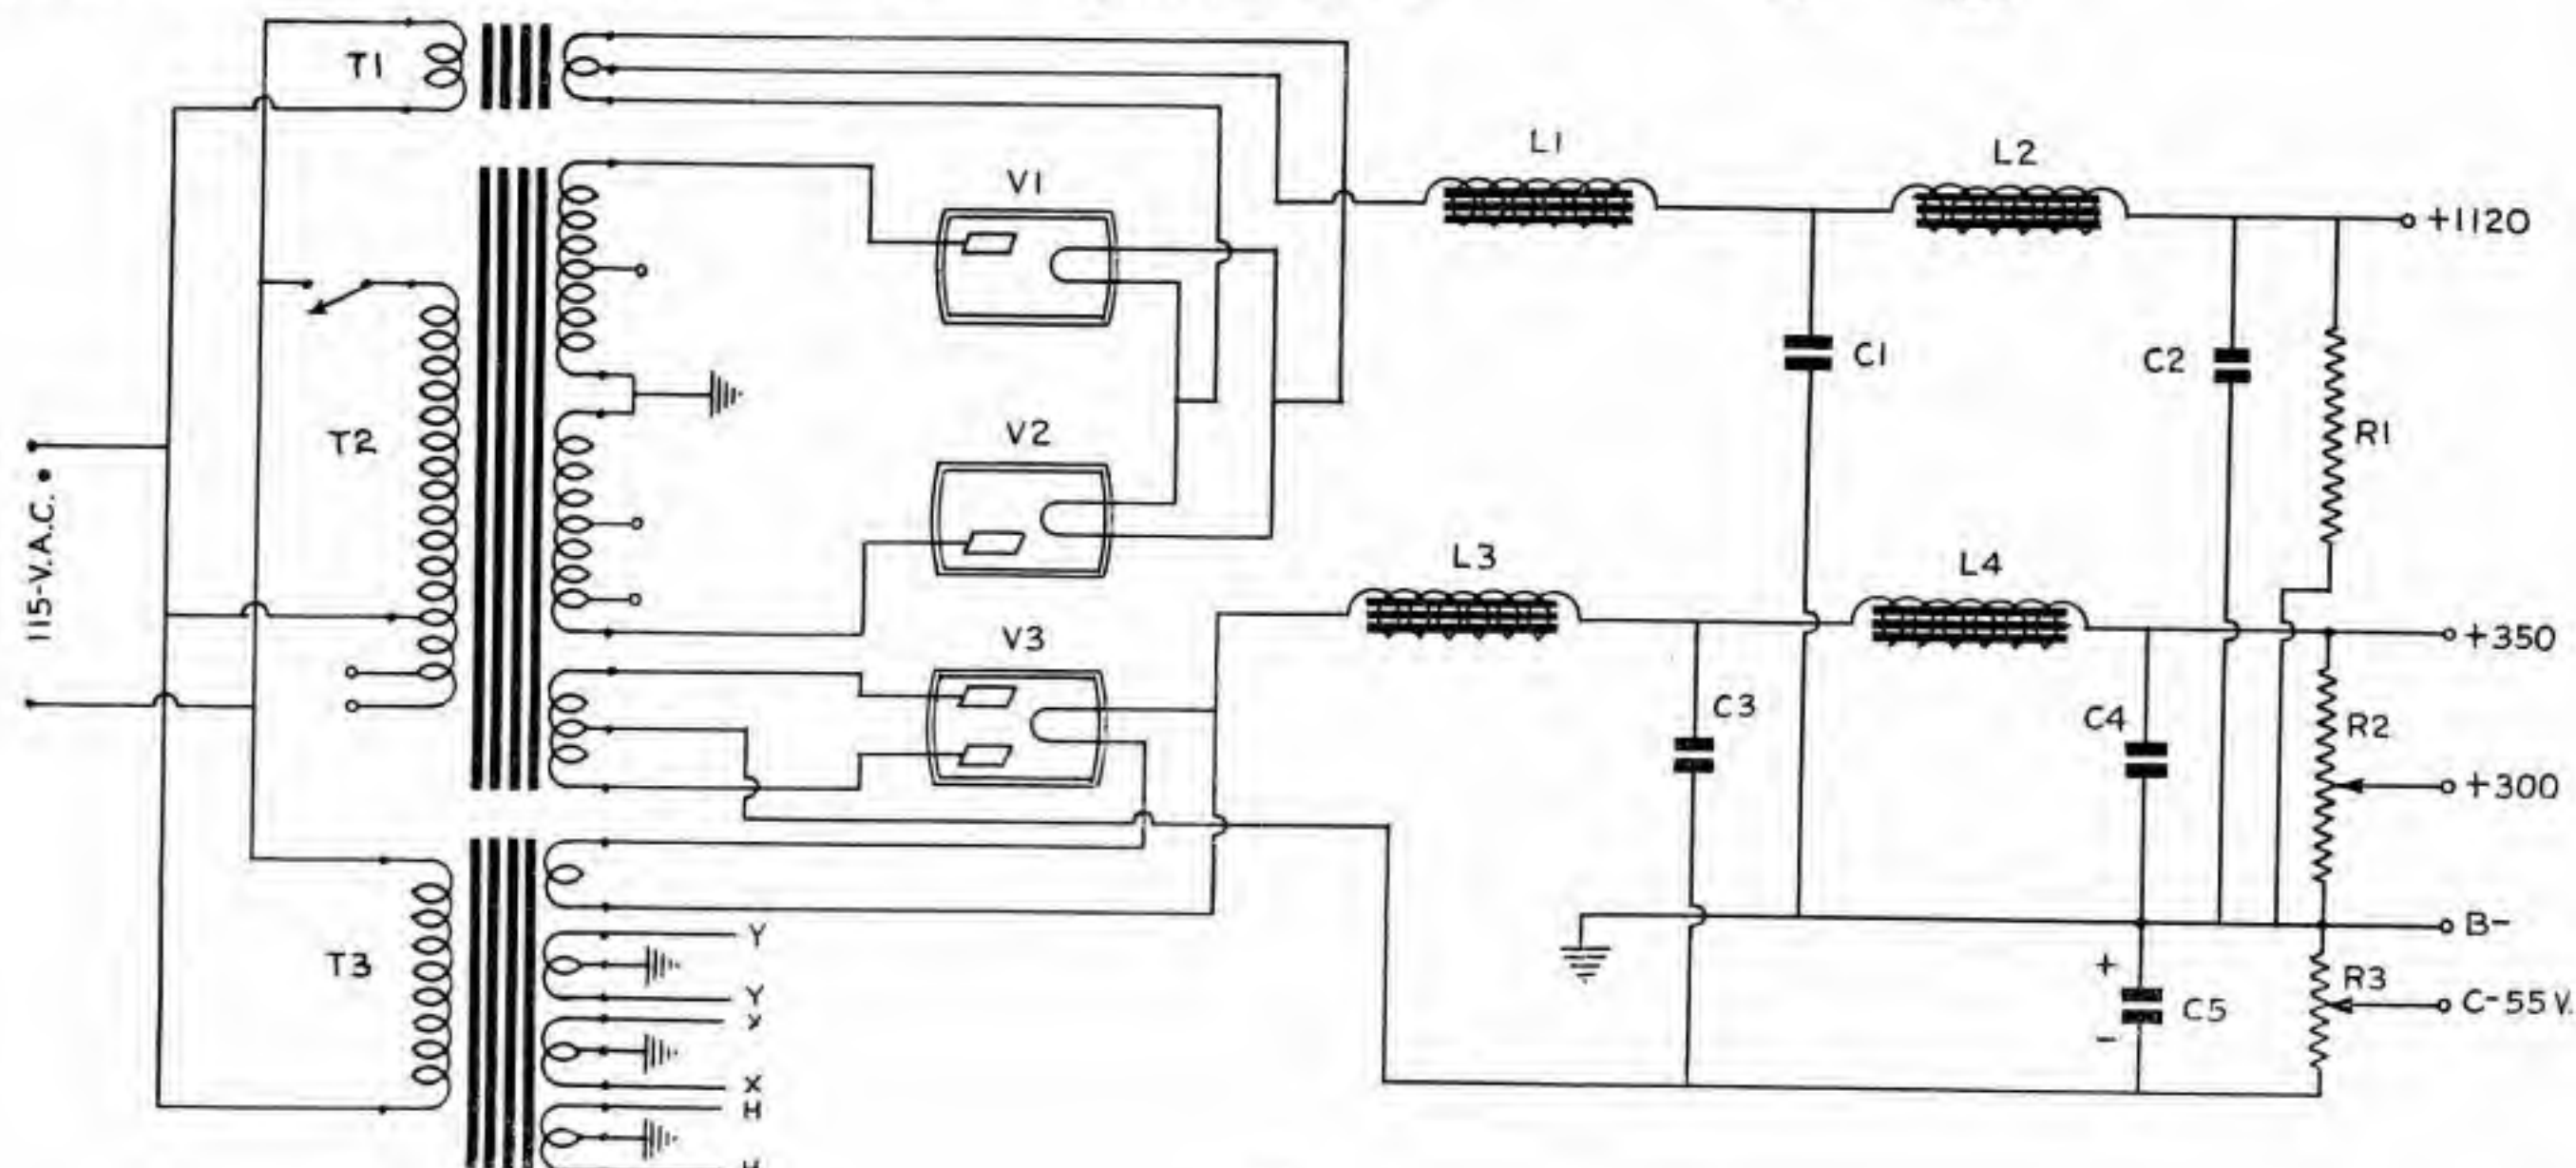 T1
L1
L2
V1
+1120
C1
C2
R1
T2
V2
115-V.A.C.
L3
L4
V3
+350
C3
C4
R2
+300
Y
B-
T3
+
R3
Y
C-55 V.
C5
-
X
X
H